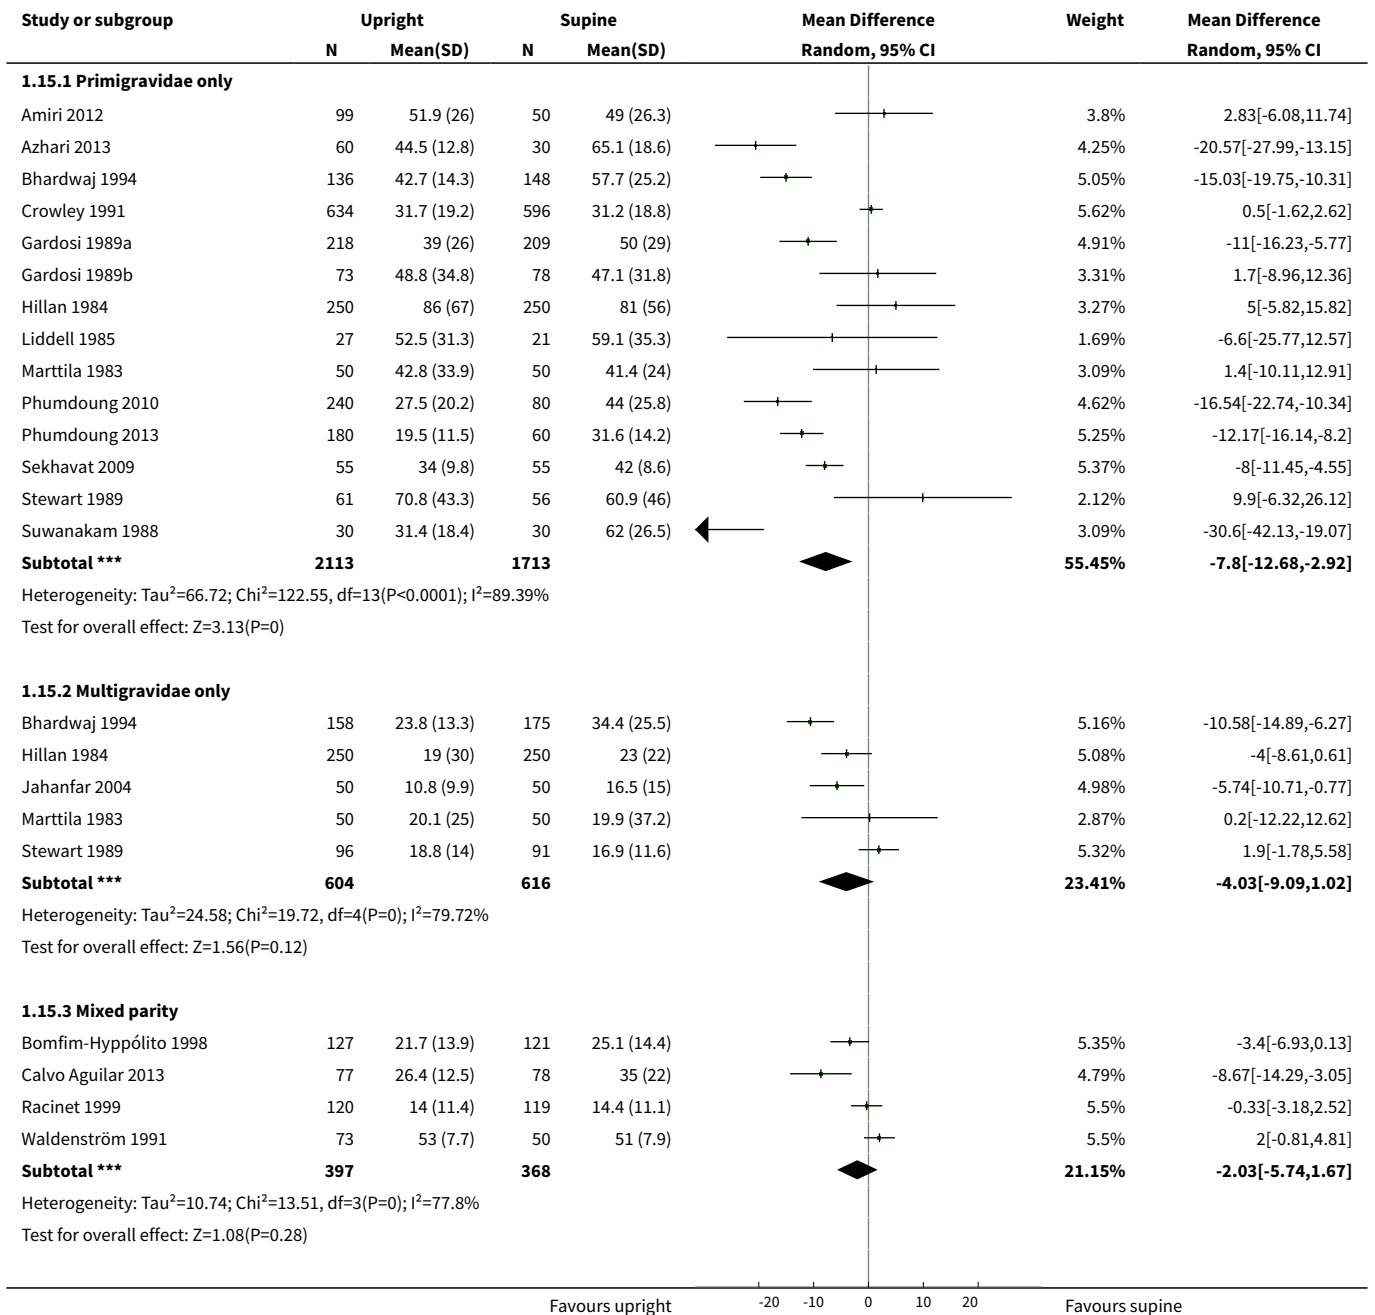 Study or subgroup Upright Supine Mean Difference Weight Mean Difference
N Mean(SD) N Mean(SD) Random, 95% CI Random, 95% CI
1.15.1 Primigravidae only
Amiri 2012 99 51.9 (26) 50 49 (26.3) 3.8% 2.83[-6.08,11.74]
Azhari 2013 60 44.5 (12.8) 30 65.1 (18.6) 4.25% -20.57[-27.99,-13.15]
Bhardwaj 1994 136 42.7 (14.3) 148 57.7 (25.2) 5.05% -15.03[-19.75,-10.31]
Crowley 1991 634 31.7 (19.2) 596 31.2 (18.8) 5.62% 0.5[-1.62,2.62]
Gardosi 1989a 218 39 (26) 209 50 (29) 4.91% -11[-16.23,-5.77]
Gardosi 1989b 73 48.8 (34.8) 78 47.1 (31.8) 3.31% 1.7[-8.96,12.36]
Hillan 1984 250 86 (67) 250 81 (56) 3.27% 5[-5.82,15.82]
Liddell 1985 27 52.5 (31.3) 21 59.1 (35.3) 1.69% -6.6[-25.77,12.57]
Marttila 1983 50 42.8 (33.9) 50 41.4 (24) 3.09% 1.4[-10.11,12.91]
Phumdoung 2010 240 27.5 (20.2) 80 44 (25.8) 4.62% -16.54[-22.74,-10.34]
Phumdoung 2013 180 19.5 (11.5) 60 31.6 (14.2) 5.25% -12.17[-16.14,-8.2]
Sekhavat 2009 55 34 (9.8) 55 42 (8.6) 5.37% -8[-11.45,-4.55]
Stewart 1989 61 70.8 (43.3) 56 60.9 (46) 2.12% 9.9[-6.32,26.12]
Suwanakam 1988 30 31.4 (18.4) 30 62 (26.5) 3.09% -30.6[-42.13,-19.07]
Subtotal *** 2113 1713 55.45% -7.8[-12.68,-2.92]
Heterogeneity: Tau²=66.72; Chi²=122.55, df=13(P<0.0001); I²=89.39%
Test for overall effect: Z=3.13(P=0)
1.15.2 Multigravidae only
Bhardwaj 1994 158 23.8 (13.3) 175 34.4 (25.5) 5.16% -10.58[-14.89,-6.27]
Hillan 1984 250 19 (30) 250 23 (22) 5.08% -4[-8.61,0.61]
Jahanfar 2004 50 10.8 (9.9) 50 16.5 (15) 4.98% -5.74[-10.71,-0.77]
Marttila 1983 50 20.1 (25) 50 19.9 (37.2) 2.87% 0.2[-12.22,12.62]
Stewart 1989 96 18.8 (14) 91 16.9 (11.6) 5.32% 1.9[-1.78,5.58]
Subtotal *** 604 616 23.41% -4.03[-9.09,1.02]
Heterogeneity: Tau²=24.58; Chi²=19.72, df=4(P=0); I²=79.72%
Test for overall effect: Z=1.56(P=0.12)
1.15.3 Mixed parity
Bomfim-Hyppólito 1998 127 21.7 (13.9) 121 25.1 (14.4) 5.35% -3.4[-6.93,0.13]
Calvo Aguilar 2013 77 26.4 (12.5) 78 35 (22) 4.79% -8.67[-14.29,-3.05]
Racinet 1999 120 14 (11.4) 119 14.4 (11.1) 5.5% -0.33[-3.18,2.52]
Waldenström 1991 73 53 (7.7) 50 51 (7.9) 5.5% 2[-0.81,4.81]
Subtotal *** 397 368 21.15% -2.03[-5.74,1.67]
Heterogeneity: Tau²=10.74; Chi²=13.51, df=3(P=0); I²=77.8%
Test for overall effect: Z=1.08(P=0.28)
Favours upright -20 -10 0 10 20 Favours supine